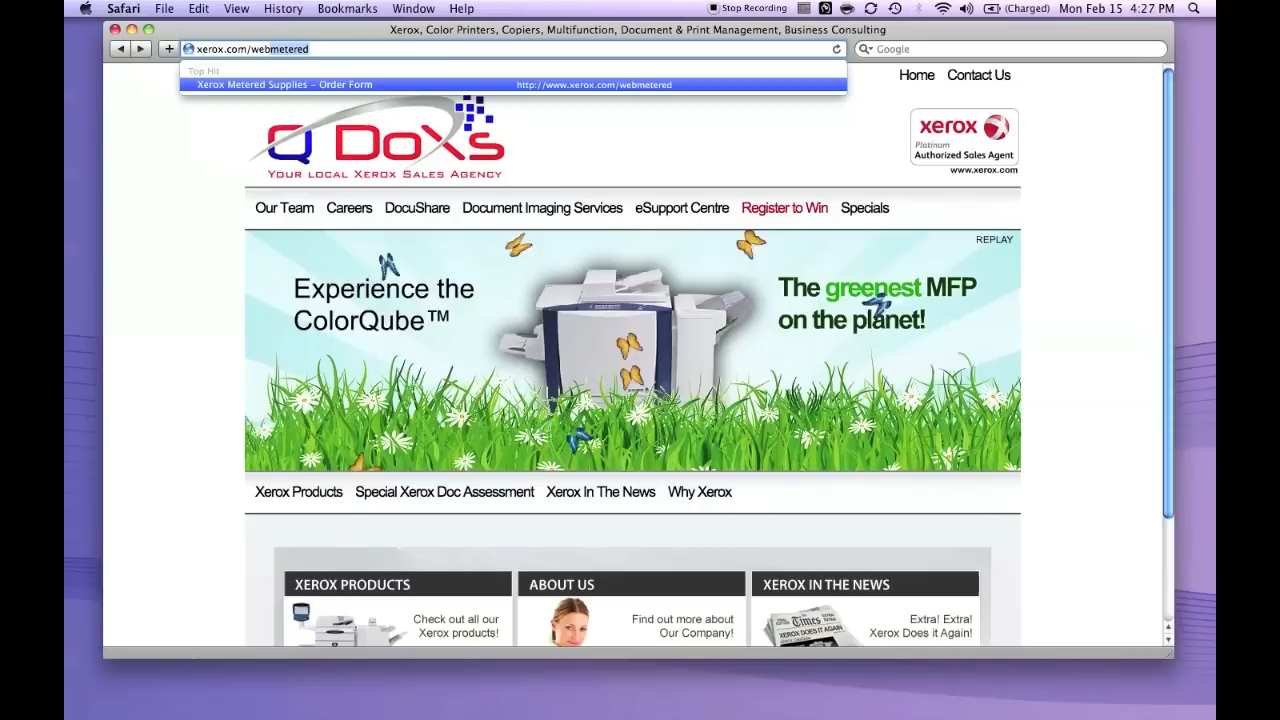 Safari File Edit View History Bookmarks Window Help Stop Recording (Charged) Mon Feb 15 4:27 PM
Xerox, Color Printers, Copiers, Multifunction, Document & Print Management, Business Consulting
xerox.com/webmetered Google
Top Hit
Xerox Metered Supplies – Order Form http://www.xerox.com/webmetered
Home Contact Us
Q DoXs
Your Local Xerox Sales Agency
xerox
Platinum
Authorized Sales Agent
www.xerox.com
Our Team Careers DocuShare Document Imaging Services eSupport Centre Register to Win Specials
REPLAY
Experience the
ColorQube™
The greenest MFP
on the planet!
Xerox Products Special Xerox Doc Assessment Xerox In The News Why Xerox
XEROX PRODUCTS
Check out all our
Xerox products!
ABOUT US
Find out more about
Our Company!
XEROX IN THE NEWS
Times
XEROX DOES IT AGAIN!
Extra! Extra!
Xerox Does it Again!